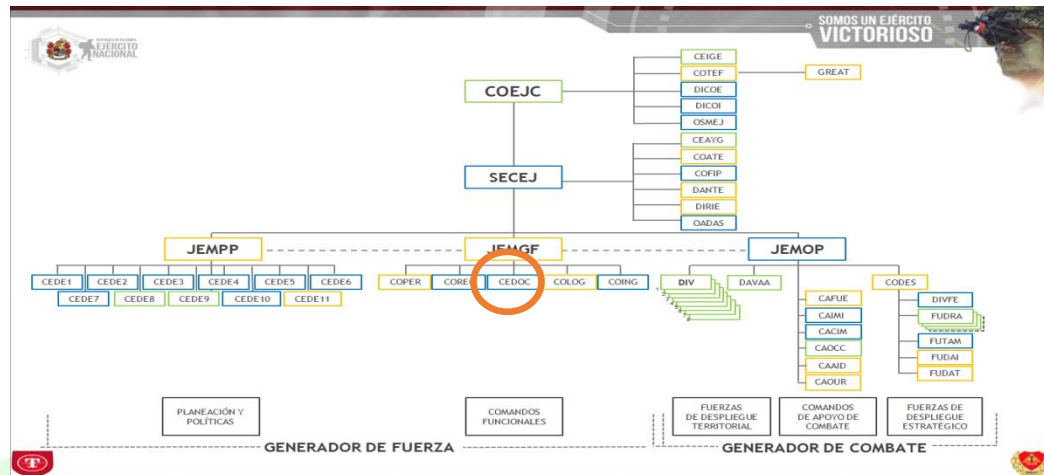 REPÚBLICA DE COLOMBIA
EJÉRCITO
NACIONAL
SOMOS UN EJÉRCITO
VICTORIOSO
COEJC
CEIGE
COTEF
GREAT
DICOE
DICOI
OSMEJ
SECEJ
CEAYG
COATE
COFIP
DANTE
DIRIE
OADAS
JEMPP
JEMGF
JEMOP
CEDE1
CEDE2
CEDE3
CEDE4
CEDE5
CEDE6
CEDE7
CEDE8
CEDE9
CEDE10
CEDE11
COPER
CEDOC
COLOG
COING
DIV
DAVAA
CAFUE
CAIMI
CACIM
CAOCC
CAAID
CAOUR
CODES
DIVFE
FUDRA
FUTAM
FUDAI
FUDAT
PLANEACIÓN Y
POLÍTICAS
COMANDOS
FUNCIONALES
FUERZAS
DE DESPLIEGUE
TERRITORIAL
COMANDOS
DE APOYO DE
COMBATE
FUERZAS DE
DESPLIEGUE
ESTRATÉGICO
GENERADOR DE FUERZA
GENERADOR DE COMBATE
T